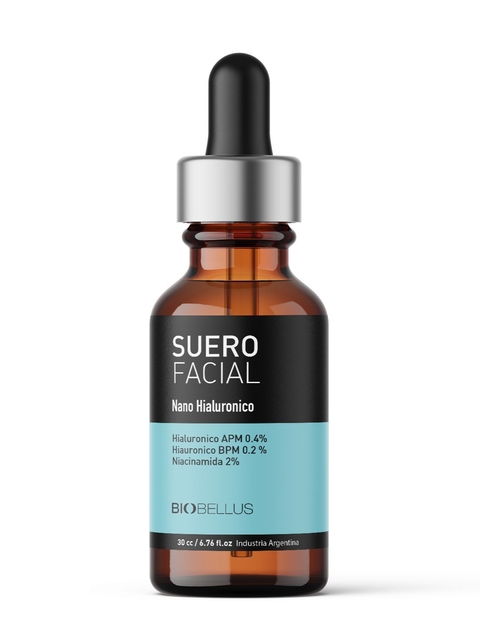 SUERO
FACIAL
Nano Hialuronico
Hialuronico APM 0.4%
Hiauronico BPM 0.2 %
Niacinamida 2%
BIOBELLUS
30 cc / 6.76 fl.oz Industria Argentina